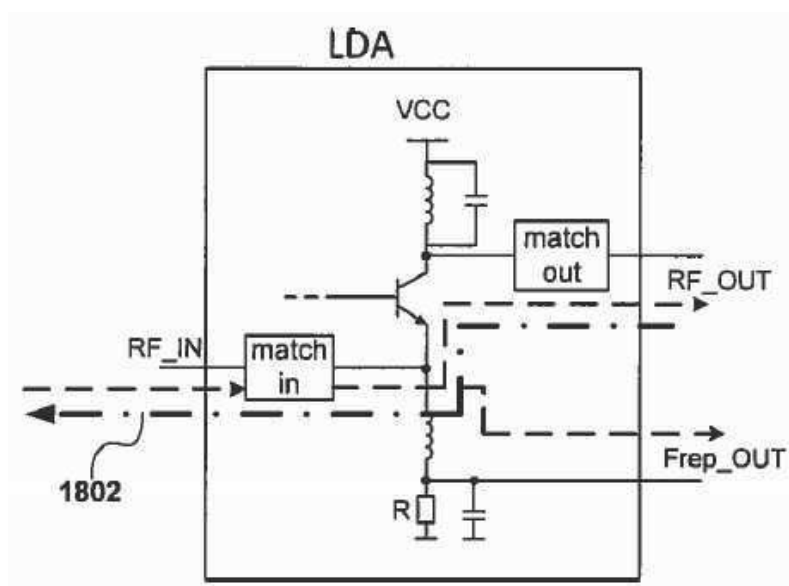 LDA
VCC
match
out
RF_OUT
RF_IN
match
in
Frep_OUT
1802
R